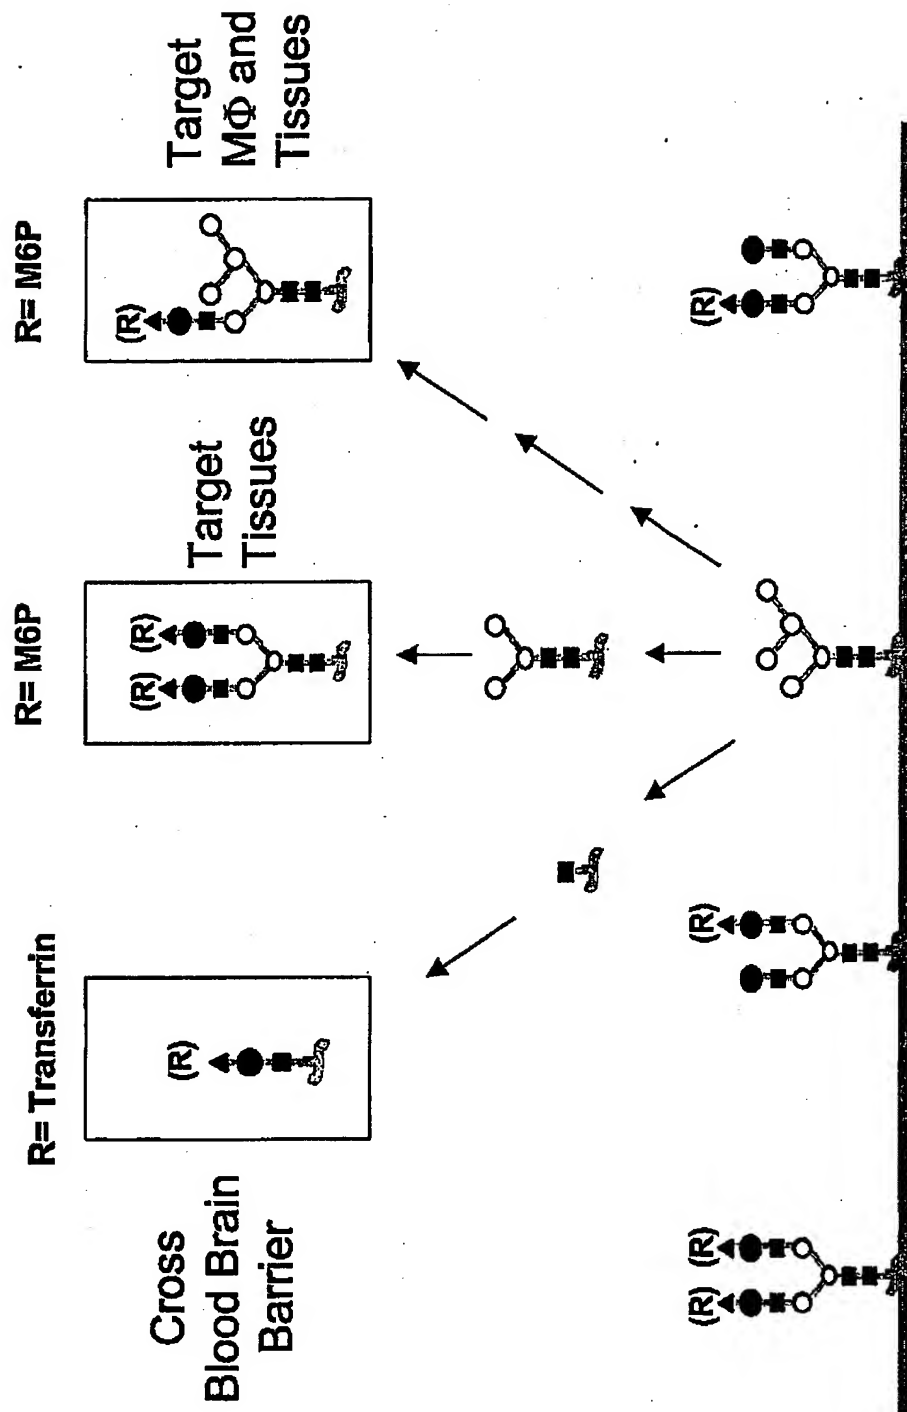 R= Transferrin
R= M6P
R= M6P
Cross
Blood Brain
Barrier
(R)
(R) (R)
Target
Tissues
(R)
Target
MΦ and
Tissues
(R) (R)
(R)
(R)